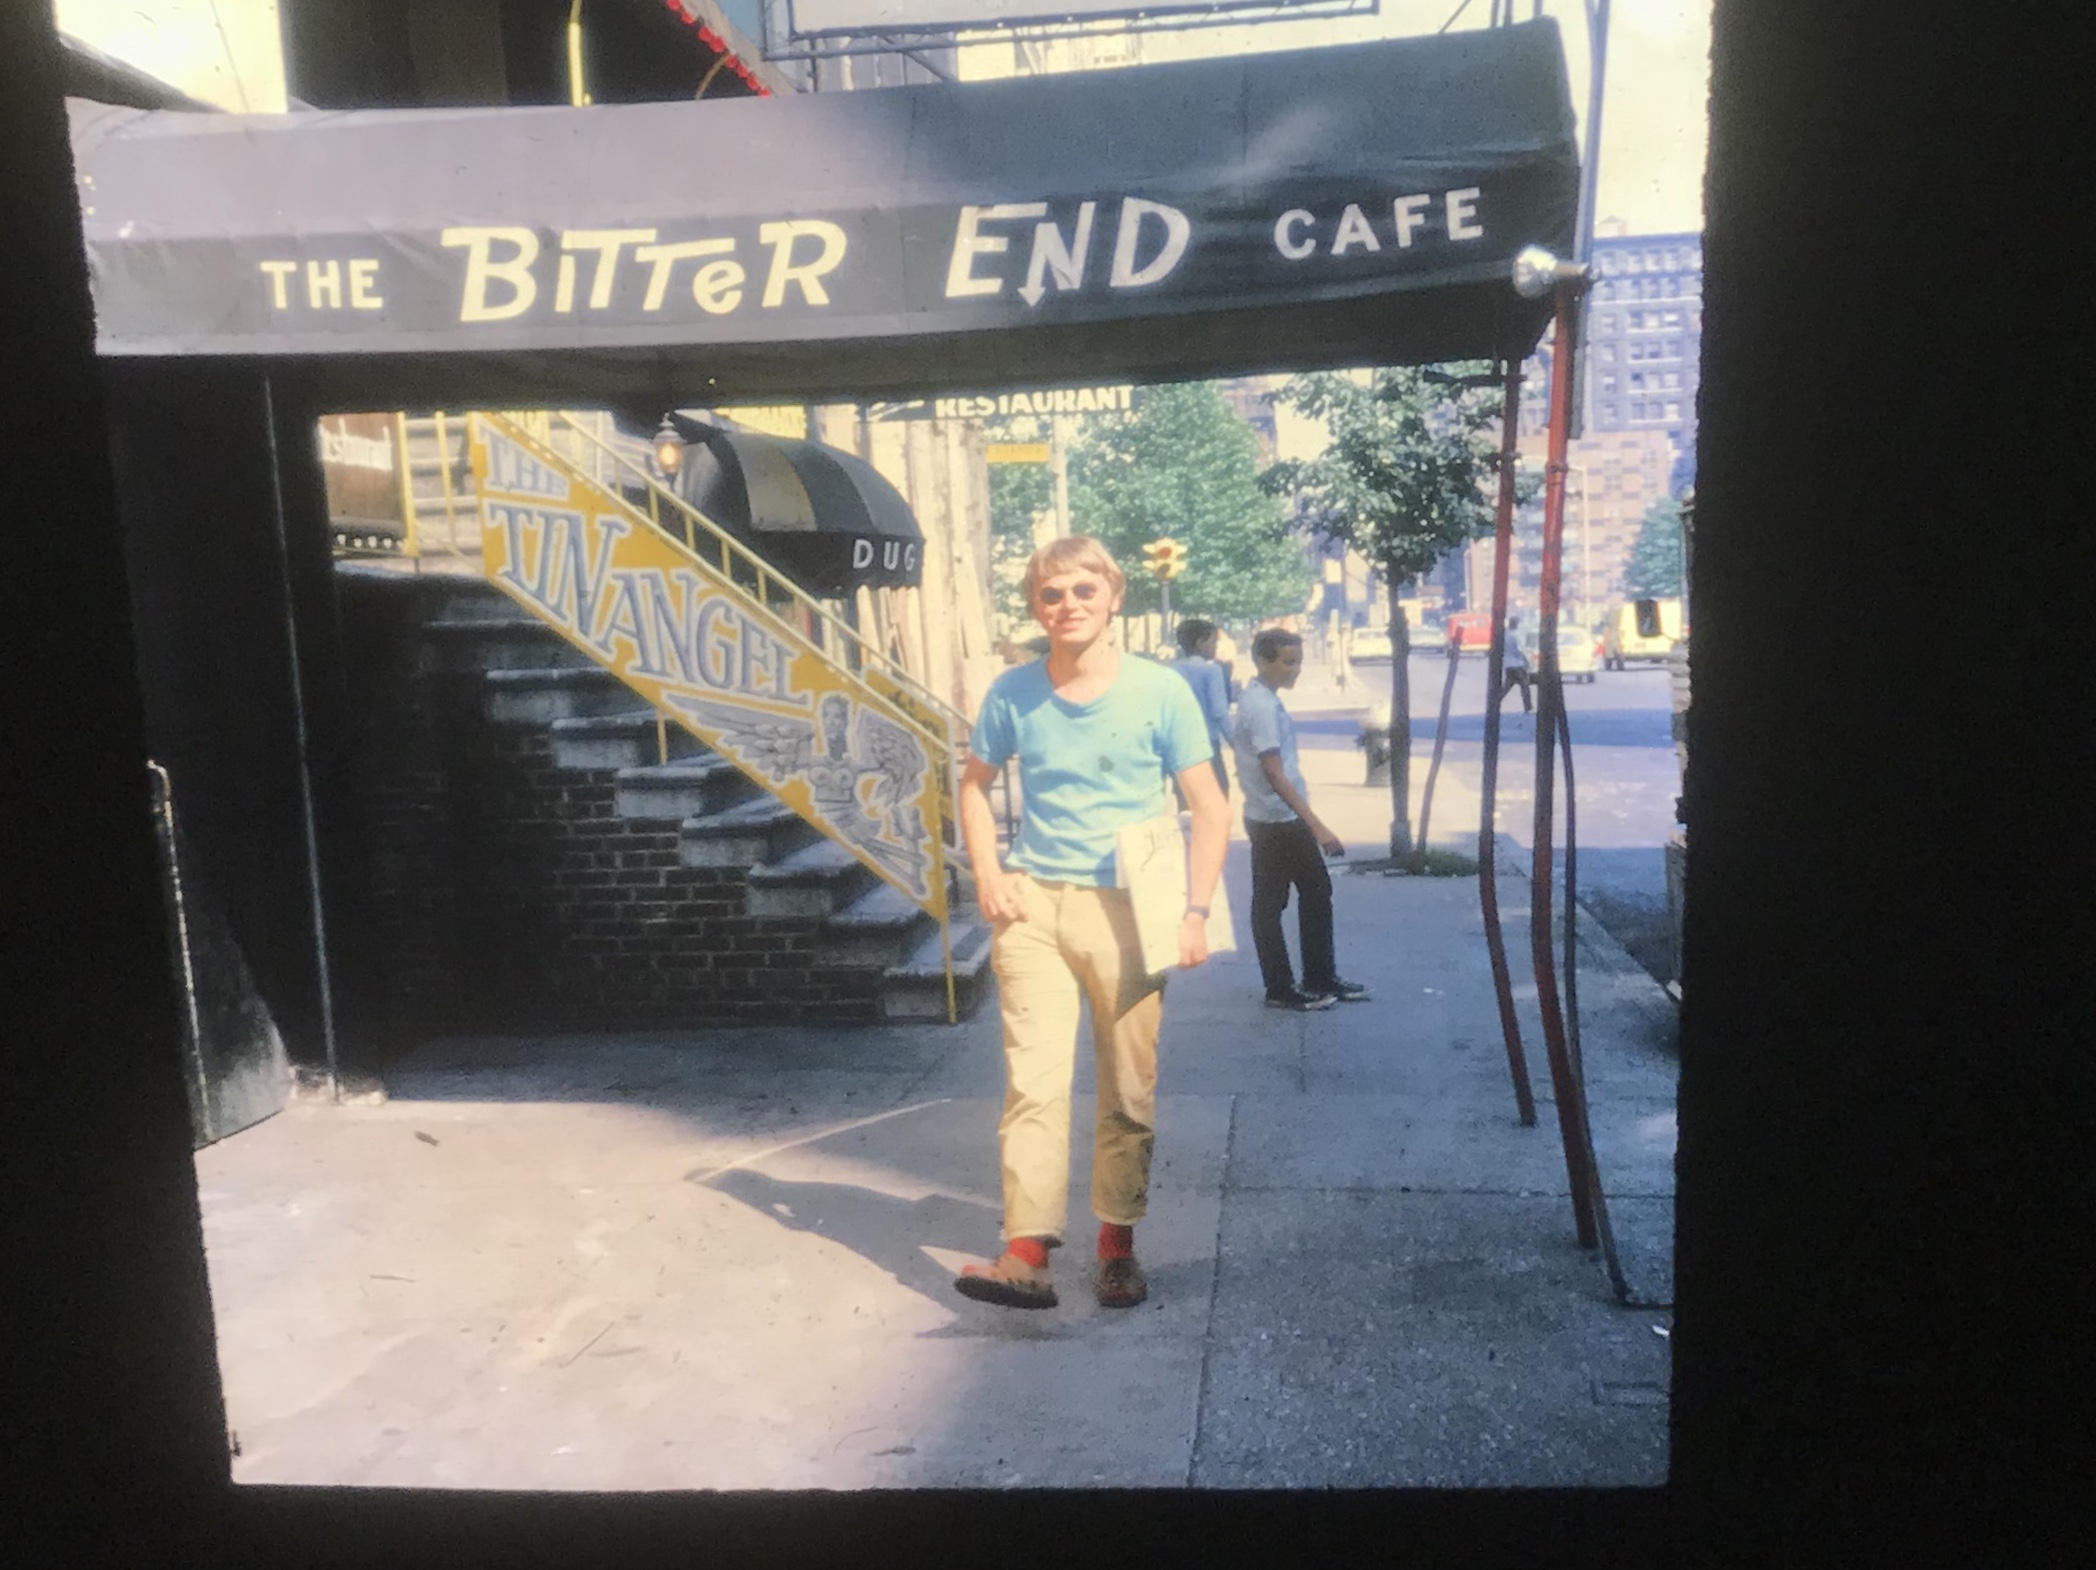 THE BiTTeR END CAFE
RESTAURANT
THE
TIN ANGEL
DUG